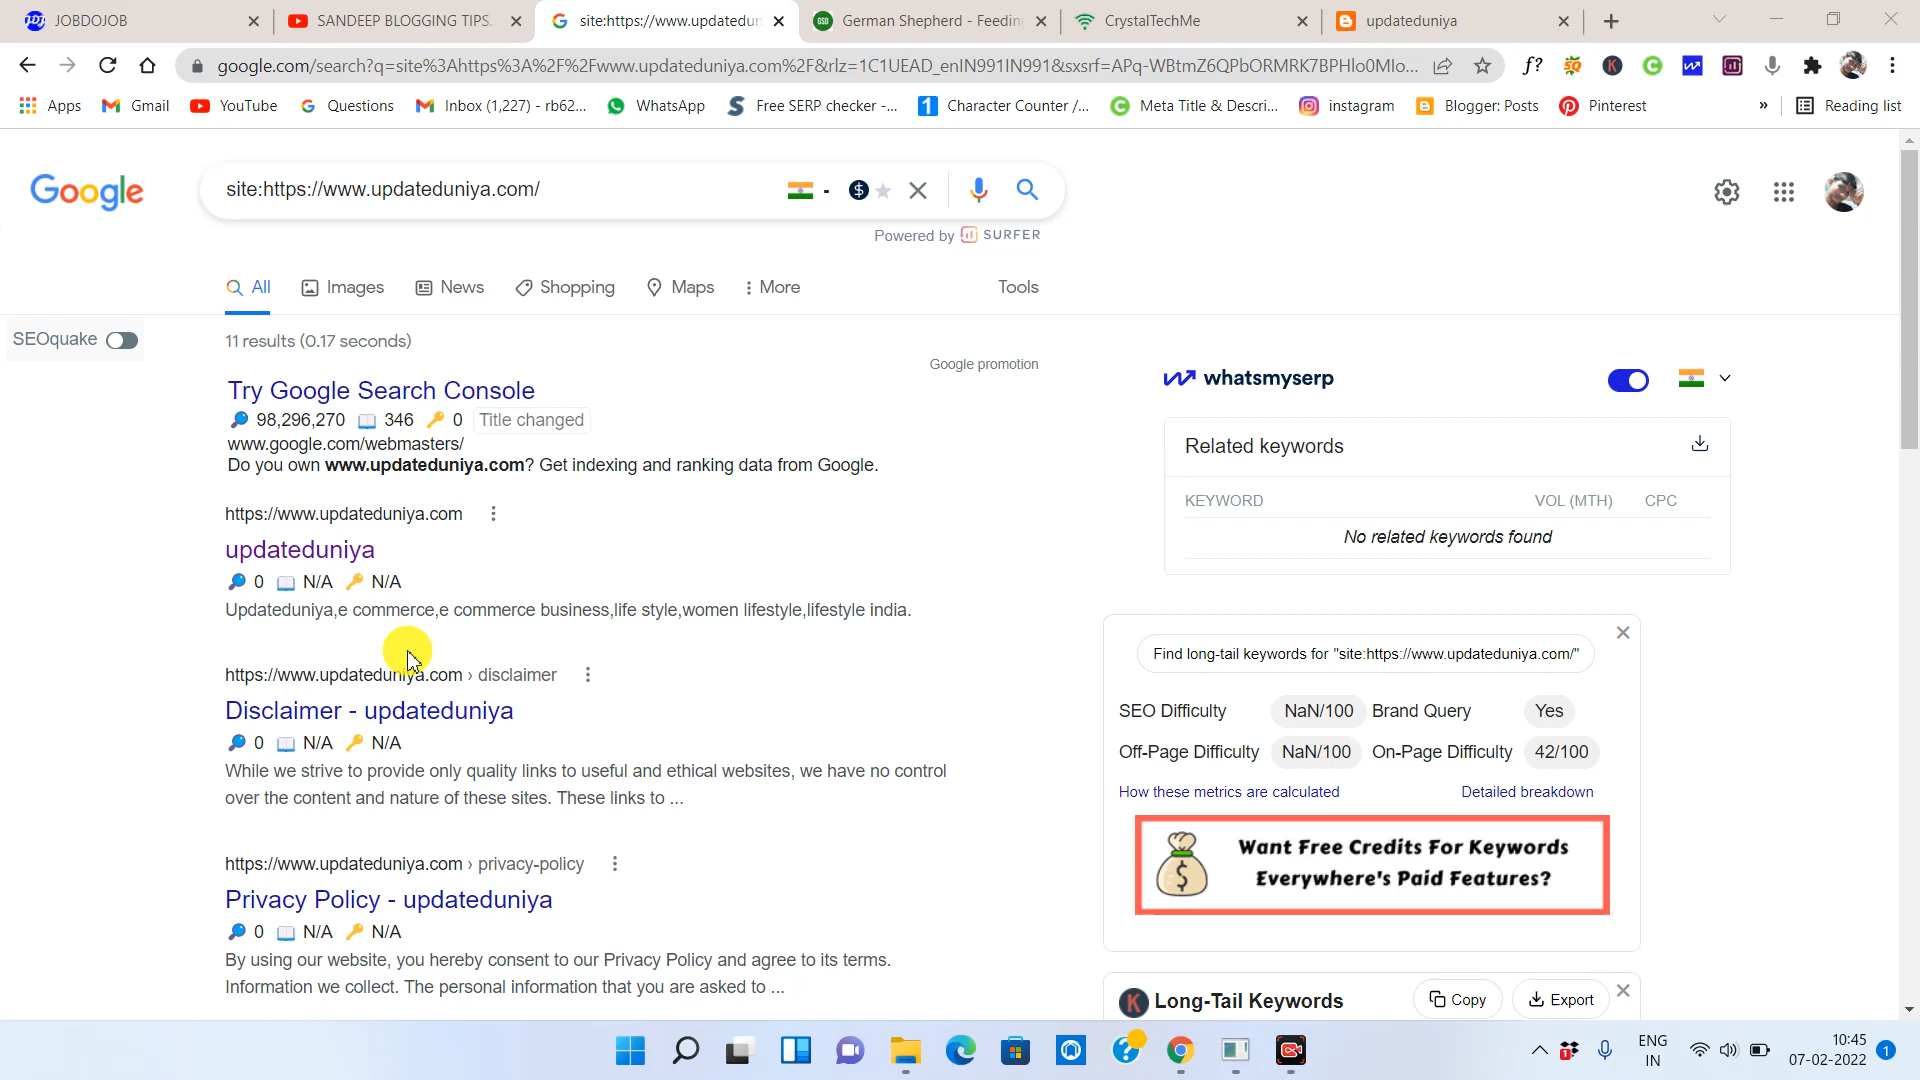 JOBDOJOB
SANDEEP BLOGGING TIPS.
site:https://www.updatedun
German Shepherd - Feeding
CrystalTechMe
updateduniya
google.com/search?q=site%3Ahttps%3A%2F%2Fwww.updateduniya.com%2F&rlz=1C1UEAD_enIN991IN991&sxsrf=APq-WBtmZ6QPbORMRK7BPHlo0Mlo...
Apps
Gmail
YouTube
Questions
Inbox (1,227) - rb62...
WhatsApp
Free SERP checker -...
Character Counter /...
Meta Title & Descri...
instagram
Blogger: Posts
Pinterest
»
Reading list
Google
site:https://www.updateduniya.com/
Powered by SURFER
All
Images
News
Shopping
Maps
More
Tools
SEOquake
11 results (0.17 seconds)
Google promotion
Try Google Search Console
98,296,270 346 0 Title changed
www.google.com/webmasters/
Do you own www.updateduniya.com? Get indexing and ranking data from Google.
https://www.updateduniya.com
updateduniya
0 N/A N/A
Updateduniya,e commerce,e commerce business,life style,women lifestyle,lifestyle india.
https://www.updateduniya.com › disclaimer
Disclaimer - updateduniya
0 N/A N/A
While we strive to provide only quality links to useful and ethical websites, we have no control
over the content and nature of these sites. These links to ...
https://www.updateduniya.com › privacy-policy
Privacy Policy - updateduniya
0 N/A N/A
By using our website, you hereby consent to our Privacy Policy and agree to its terms.
Information we collect. The personal information that you are asked to ...
whatsmyserp
Related keywords
KEYWORD VOL (MTH) CPC
No related keywords found
Find long-tail keywords for "site:https://www.updateduniya.com/"
SEO Difficulty NaN/100 Brand Query Yes
Off-Page Difficulty NaN/100 On-Page Difficulty 42/100
How these metrics are calculated
Detailed breakdown
Want Free Credits For Keywords
Everywhere's Paid Features?
K Long-Tail Keywords
Copy
Export
ENG
IN
10:45
07-02-2022
1